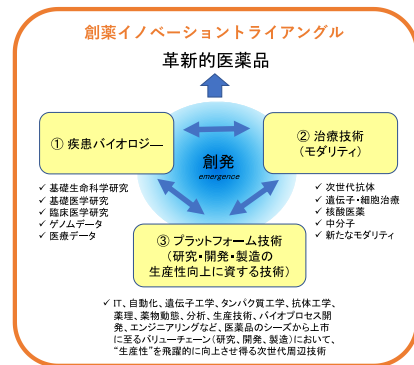 創薬イノベーショントライアングル
革新的医薬品
① 疾患バイオロジー
② 治療技術
(モダリティ)
創発
emergence
✓ 基礎生命科学研究
✓ 基礎医学研究
✓ 臨床医学研究
✓ ゲノムデータ
✓ 医療データ
✓ 次世代抗体
✓ 遺伝子・細胞治療
✓ 核酸医薬
✓ 中分子
✓ 新たなモダリティ
③ プラットフォーム技術
(研究・開発・製造の
生産性向上に資する技術)
✓ IT、自動化、遺伝子工学、タンパク質工学、抗体工学、
薬理、薬物動態、分析、生産技術、バイオプロセス開
発、エンジニアリングなど、医薬品のシーズから上市
に至るバリューチェーン(研究、開発、製造)において、
“生産性”を飛躍的に向上させ得る次世代周辺技術